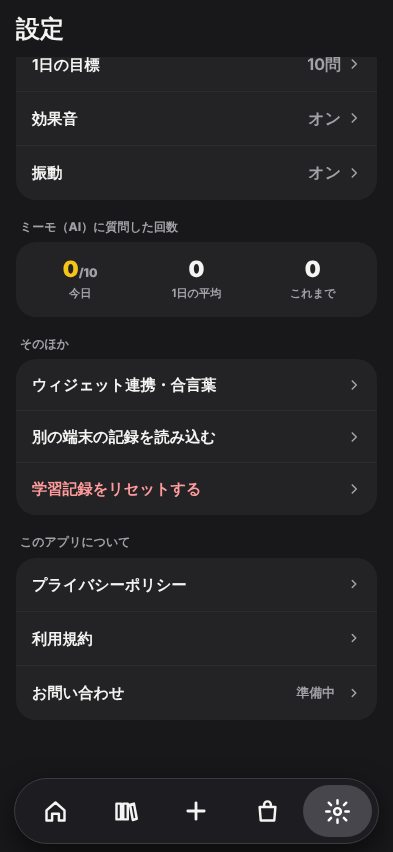 設定
1日の目標 10問
効果音 オン
振動 オン
ミーモ（AI）に質問した回数
0/10 0 0
今日 1日の平均 これまで
そのほか
ウィジェット連携・合言葉
別の端末の記録を読み込む
学習記録をリセットする
このアプリについて
プライバシーポリシー
利用規約
お問い合わせ 準備中